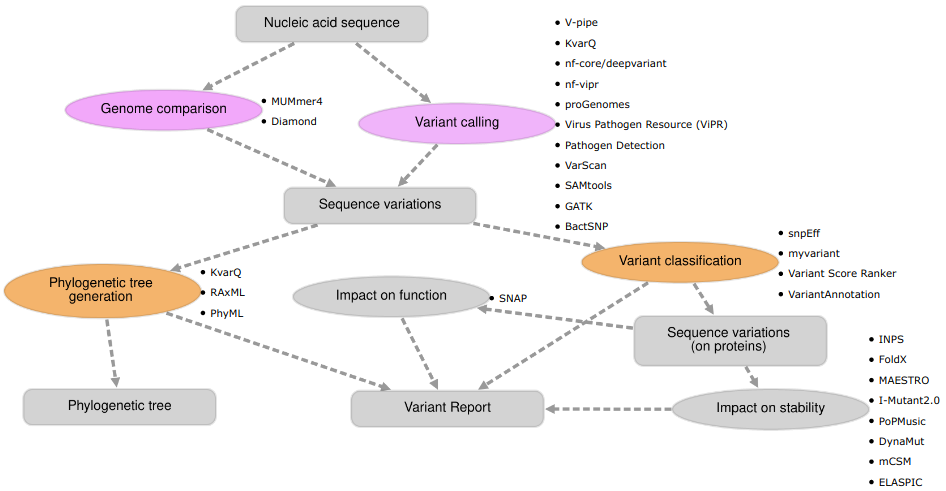 Nucleic acid sequence
• V-pipe
• KvarQ
• nf-core/deepvariant
• nf-vipr
• proGenomes
• Virus Pathogen Resource (ViPR)
• Pathogen Detection
• VarScan
• SAMtools
• GATK
• BactSNP
Genome comparison
• MUMmer4
• Diamond
Variant calling
Sequence variations
Variant classification
• snpEff
• myvariant
• Variant Score Ranker
• VariantAnnotation
Phylogenetic tree
generation
• KvarQ
• RAxML
• PhyML
Impact on function
• SNAP
Sequence variations
(on proteins)
• INPS
• FoldX
• MAESTRO
• I-Mutant2.0
• PoPMusic
• DynaMut
• mCSM
• ELASPIC
Phylogenetic tree
Variant Report
Impact on stability